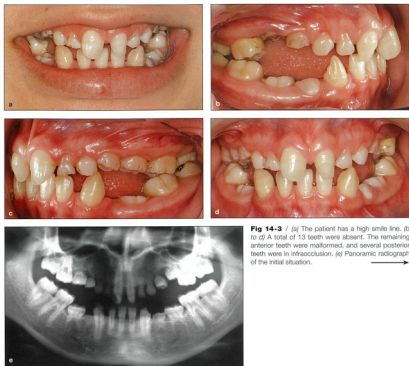 a
b
c
d
Fig 14-3 / (a) The patient has a high smile line. (b
to d) A total of 13 teeth were absent. The remaining
anterior teeth were malformed, and several posterior
teeth were in infraocclusion. (e) Panoramic radiograph
of the initial situation.
e